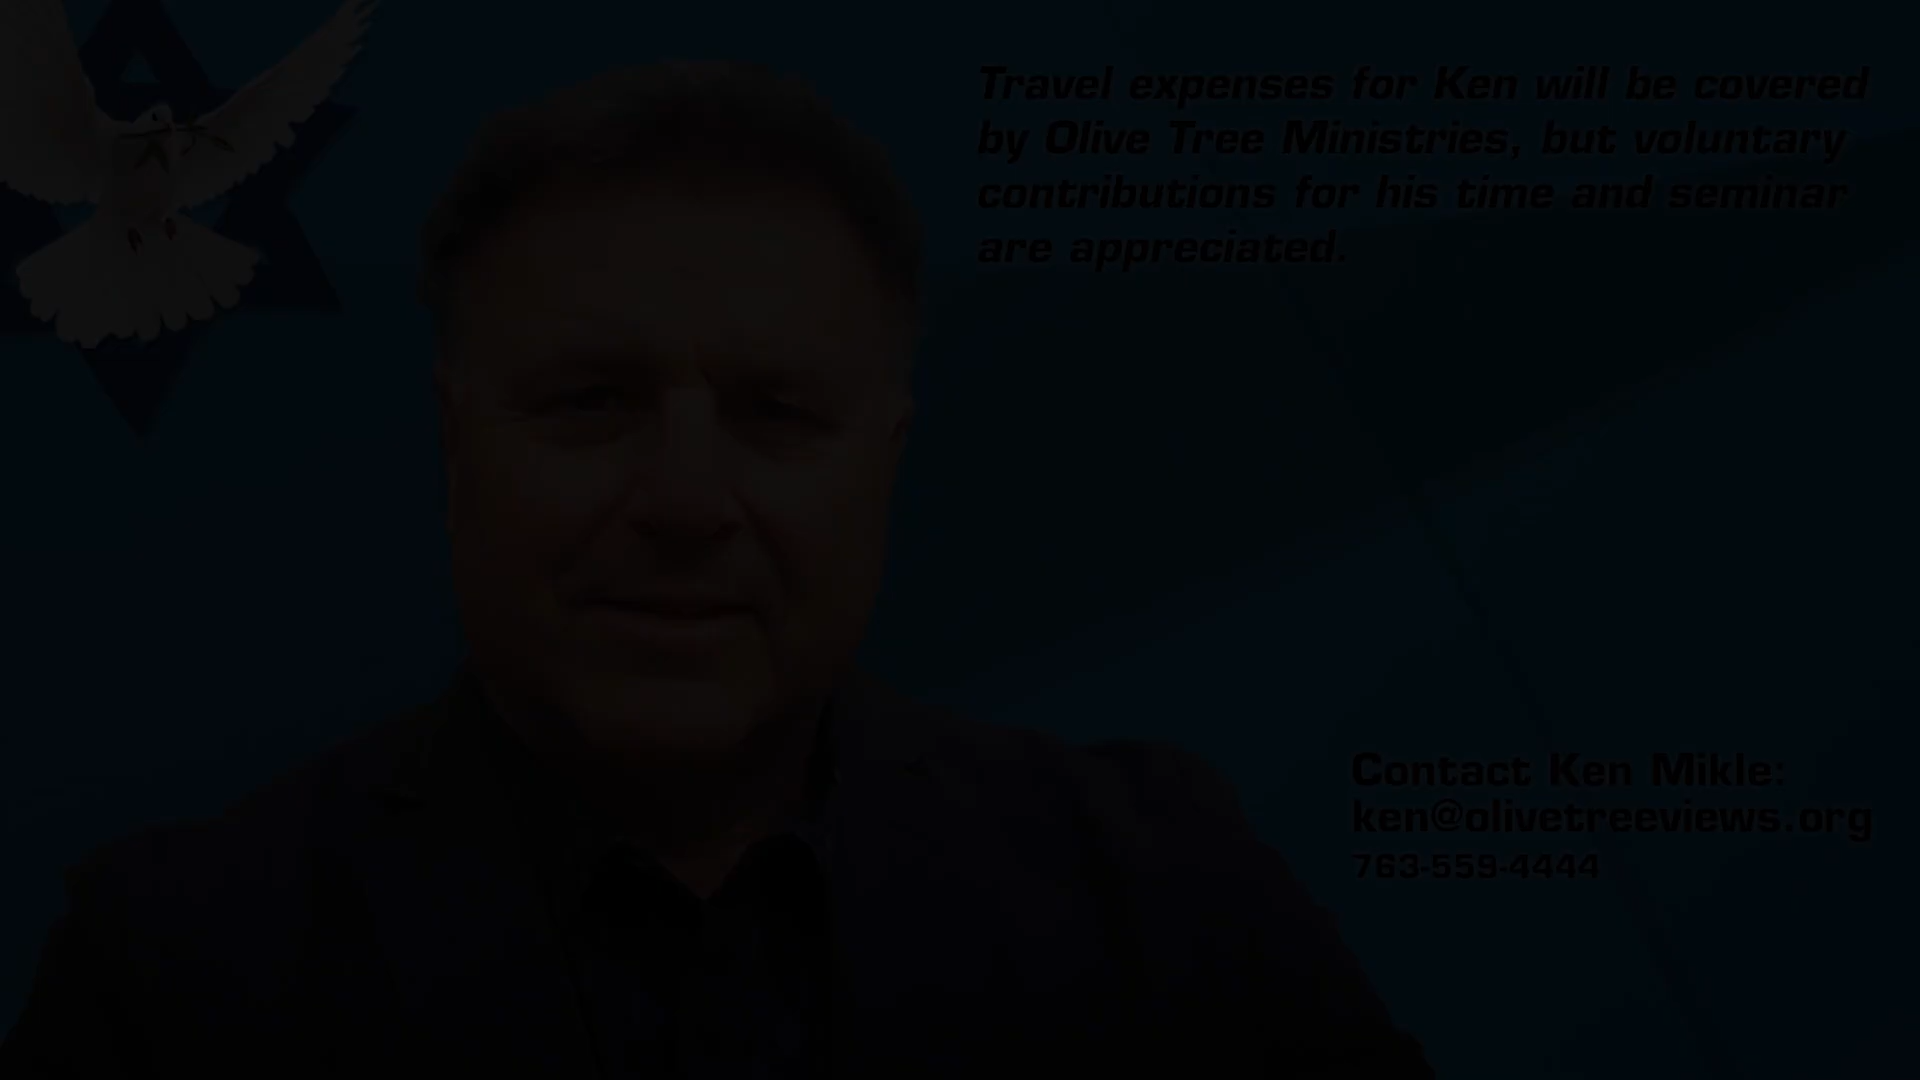 Travel expenses for Ken will be covered
by Olive Tree Ministries, but voluntary
contributions for his time and seminar
are appreciated.
Contact Ken Mikle:
ken@olivetreeviews.org
763-559-4444